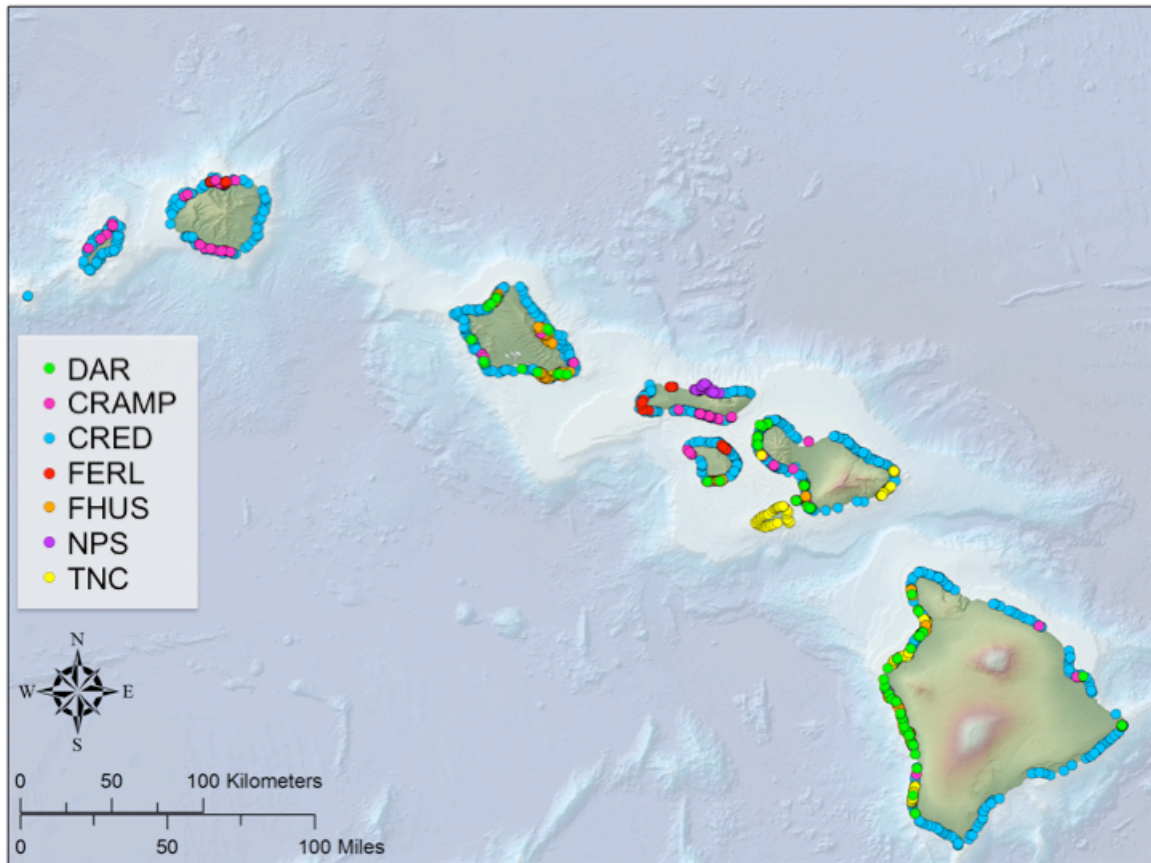 DAR
CRAMP
CRED
FERL
FHUS
NPS
TNC
N
W E
S
0 50 100 Kilometers
0 50 100 Miles